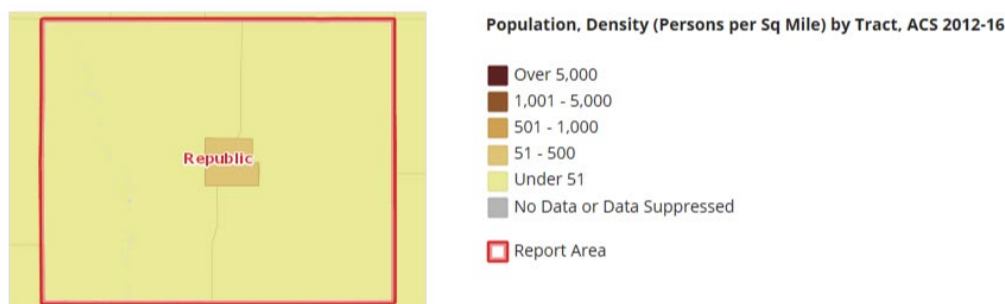 Republic
Population, Density (Persons per Sq Mile) by Tract, ACS 2012-16
Over 5,000
1,001 - 5,000
501 - 1,000
51 - 500
Under 51
No Data or Data Suppressed
Report Area